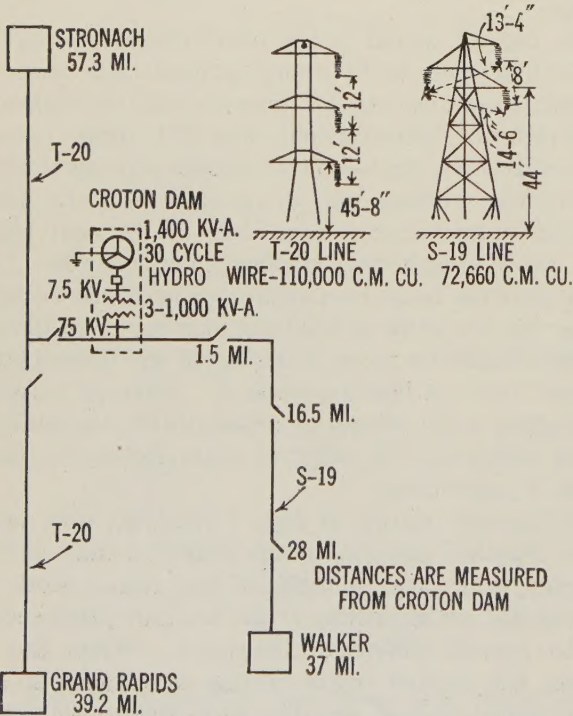 STRONACH
57.3 MI.
T-20
CROTON DAM
1,400 KV-A.
30 CYCLE
HYDRO
7.5 KV.
3-1,000 KV-A.
75 KV.
1.5 MI.
16.5 MI.
S-19
28 MI.
DISTANCES ARE MEASURED
FROM CROTON DAM
T-20
WALKER
37 MI.
GRAND RAPIDS
39.2 MI.
12'
12'
45'-8"
T-20 LINE
WIRE-110,000 C.M. CU.
13'-4"
8'
14'-6"
44'
S-19 LINE
72,660 C.M. CU.